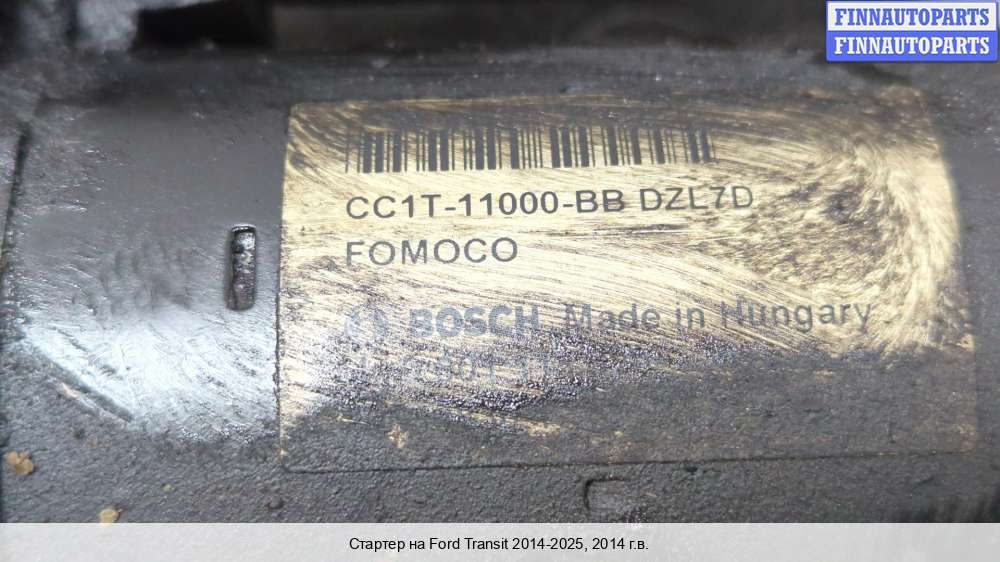 FINNAUTOPARTS
FINNAUTOPARTS
CC1T-11000-BB DZL7D
FOMOCO
BOSCH Made in Hungary
Стартер на Ford Transit 2014-2025, 2014 г.в.